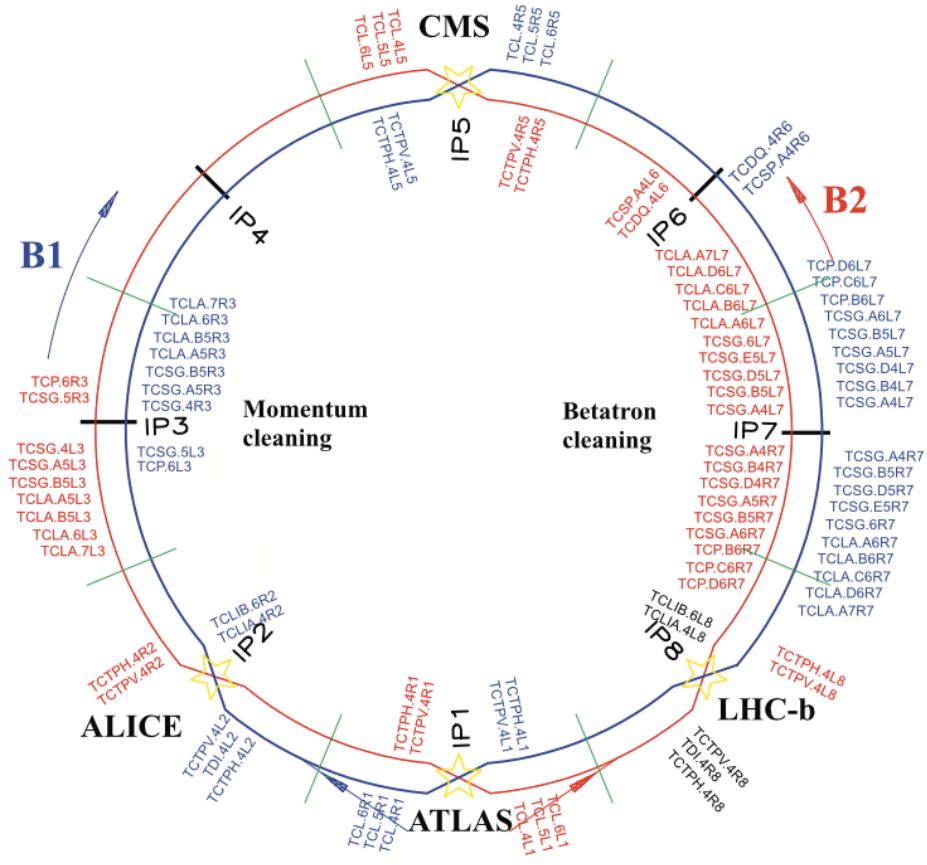 CMS
TCL.6L5
TCL.5L5
TCL.4L5
TCL.4R5
TCL.5R5
TCL.6R5
IP5
TCTPH.4L5
TCTPV.4L5
TCTPV.4R5
TCTPH.4R5
TCDQ.4R6
TCSP.A4R6
TCSP.A4L6
TCDQ.4L6
IP6
B2
IP4
B1
TCLA.A7L7
TCLA.D6L7
TCLA.C6L7
TCLA.B6L7
TCLA.A6L7
TCSG.6L7
TCSG.E5L7
TCSG.D5L7
TCSG.B5L7
TCSG.A4L7
TCP.D6L7
TCP.C6L7
TCP.B6L7
TCSG.A6L7
TCSG.B5L7
TCSG.A5L7
TCSG.D4L7
TCSG.B4L7
TCSG.A4L7
TCLA.7R3
TCLA.6R3
TCLA.B5R3
TCLA.A5R3
TCSG.B5R3
TCSG.A5R3
TCSG.4R3
TCP.6R3
TCSG.5R3
IP3
Momentum
cleaning
Betatron
cleaning
IP7
TCSG.5L3
TCP.6L3
TCSG.4L3
TCSG.A5L3
TCSG.B5L3
TCLA.A5L3
TCLA.B5L3
TCLA.6L3
TCLA.7L3
TCSG.A4R7
TCSG.B4R7
TCSG.D4R7
TCSG.A5R7
TCSG.B5R7
TCSG.A6R7
TCP.B6R7
TCP.C6R7
TCP.D6R7
TCSG.A4R7
TCSG.B5R7
TCSG.D5R7
TCSG.E5R7
TCSG.6R7
TCLA.A6R7
TCLA.B6R7
TCLA.C6R7
TCLA.D6R7
TCLA.A7R7
TCLIB.6R2
TCLIA.4R2
IP2
TCLIB.6L8
TCLIA.4L8
IP8
TCTPH.4R2
TCTPV.4R2
ALICE
TCTPV.4L2
TDI.4L2
TCTPH.4L2
TCTPH.4L8
TCTPV.4L8
LHC-b
TCTPV.4R8
TDI.4R8
TCTPH.4R8
TCTPH.4R1
TCTPV.4R1
IP1
TCTPH.4L1
TCTPV.4L1
TCL.6R1
TCL.5R1
TCL.4R1
ATLAS
TCL.4L1
TCL.5L1
TCL.6L1